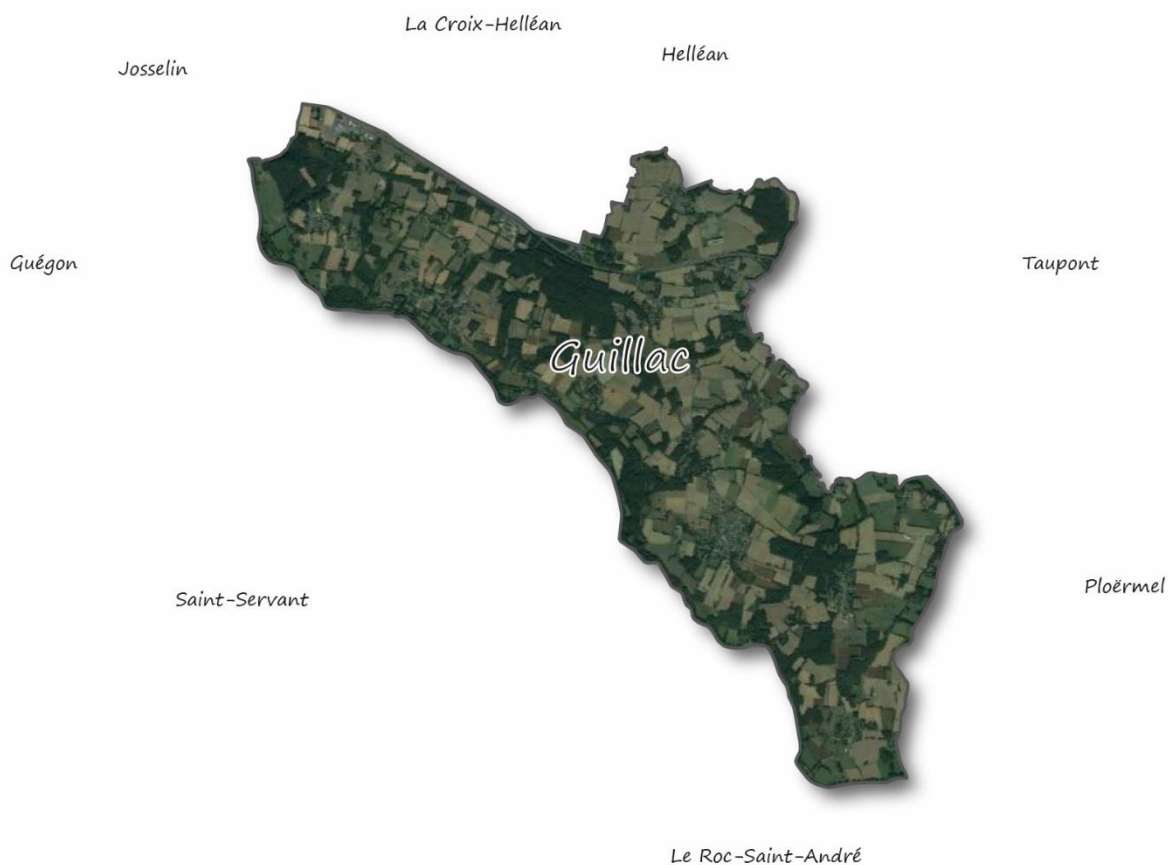 La Croix-Helléan
Helléan
Josselin
Guégon
Taupont
Guillac
Saint-Servant
Ploërmel
Le Roc-Saint-André